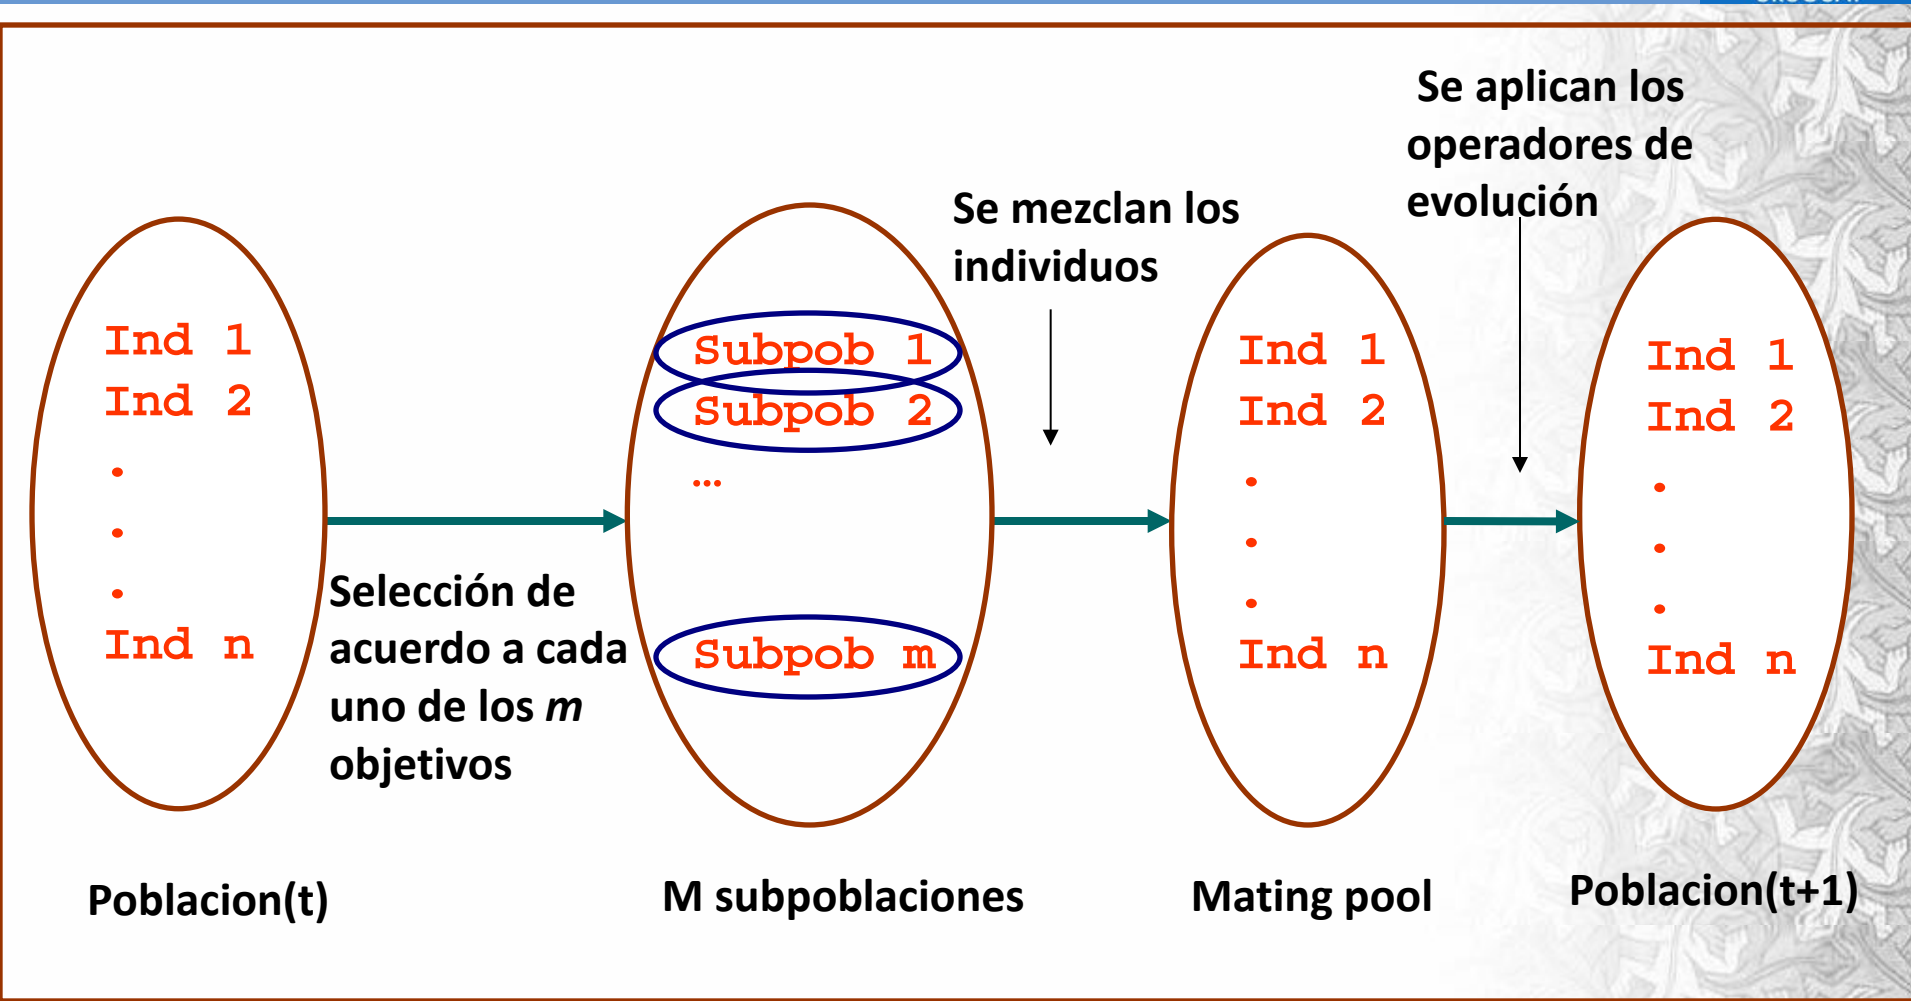 Se aplican los
operadores de
evolución
Se mezclan los
individuos
Ind 1
Ind 2
.
.
.
Ind n
Selección de
acuerdo a cada
uno de los m
objetivos
Subpob 1
Subpob 2
...
Subpob m
Ind 1
Ind 2
.
.
.
Ind n
Ind 1
Ind 2
.
.
.
Ind n
Poblacion(t)
M subpoblaciones
Mating pool
Poblacion(t+1)